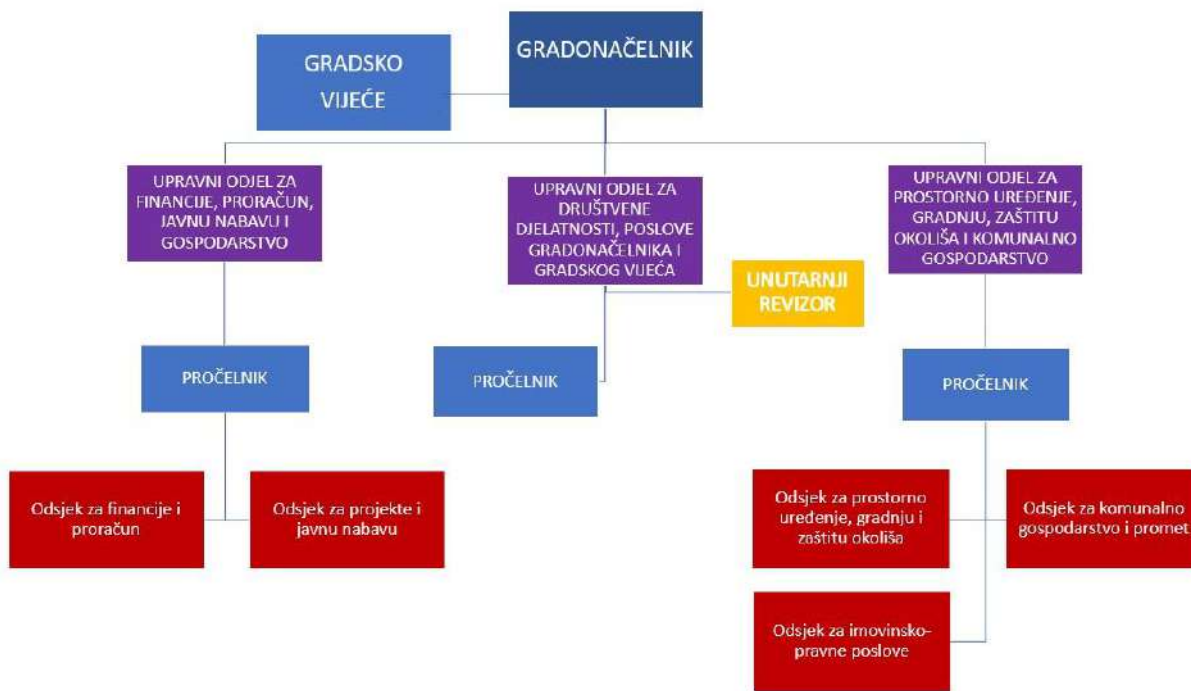 GRADONAČELNIK
GRADSKO
VIJEĆE
UPRAVNI ODJEL ZA
FINANCIJE, PRORAČUN,
JAVNU NABAVU I
GOSPODARSTVO
UPRAVNI ODJEL ZA
DRUŠTVENE
DJELATNOSTI, POSLOVE
GRADONAČELNIKA I
GRADSKOG VIJEĆA
UPRAVNI ODJEL ZA
PROSTORNO UREĐENJE,
GRADNJU, ZAŠTITU
OKOLIŠA I KOMUNALNO
GOSPODARSTVO
UNUTARNJI
REVIZOR
PROČELNIK
PROČELNIK
PROČELNIK
Odsjek za financije i
proračun
Odsjek za projekte i
javnu nabavu
Odsjek za prostorno
uređenje, gradnju i
zaštitu okoliša
Odsjek za komunalno
gospodarstvo i promet
Odsjek za imovinsko-
pravne poslove